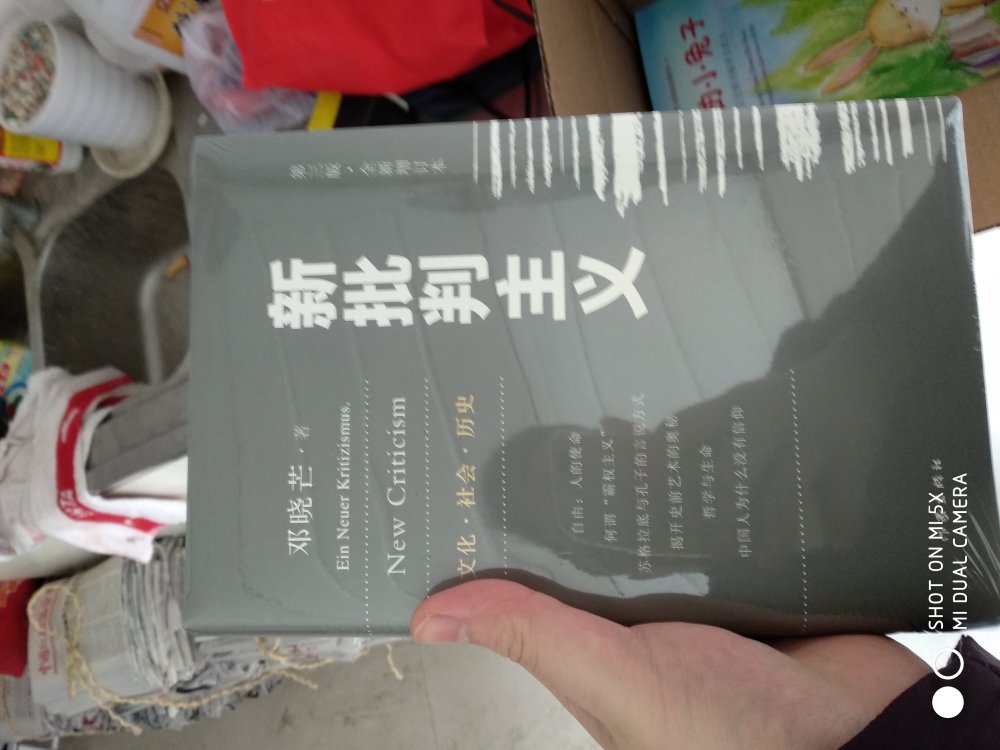 第三版·全新增订本
新批判主义
邓晓芒·著
Ein Neuer Kritizismus.
New Criticism
文化·社会·历史
自由：人的使命
何谓“霸权主义”
苏格拉底与孔子的言说方式
揭开史前艺术的奥秘
哲学与生命
中国人为什么没有信仰
小兔子
SHOT ON MI 5X
MI DUAL CAMERA